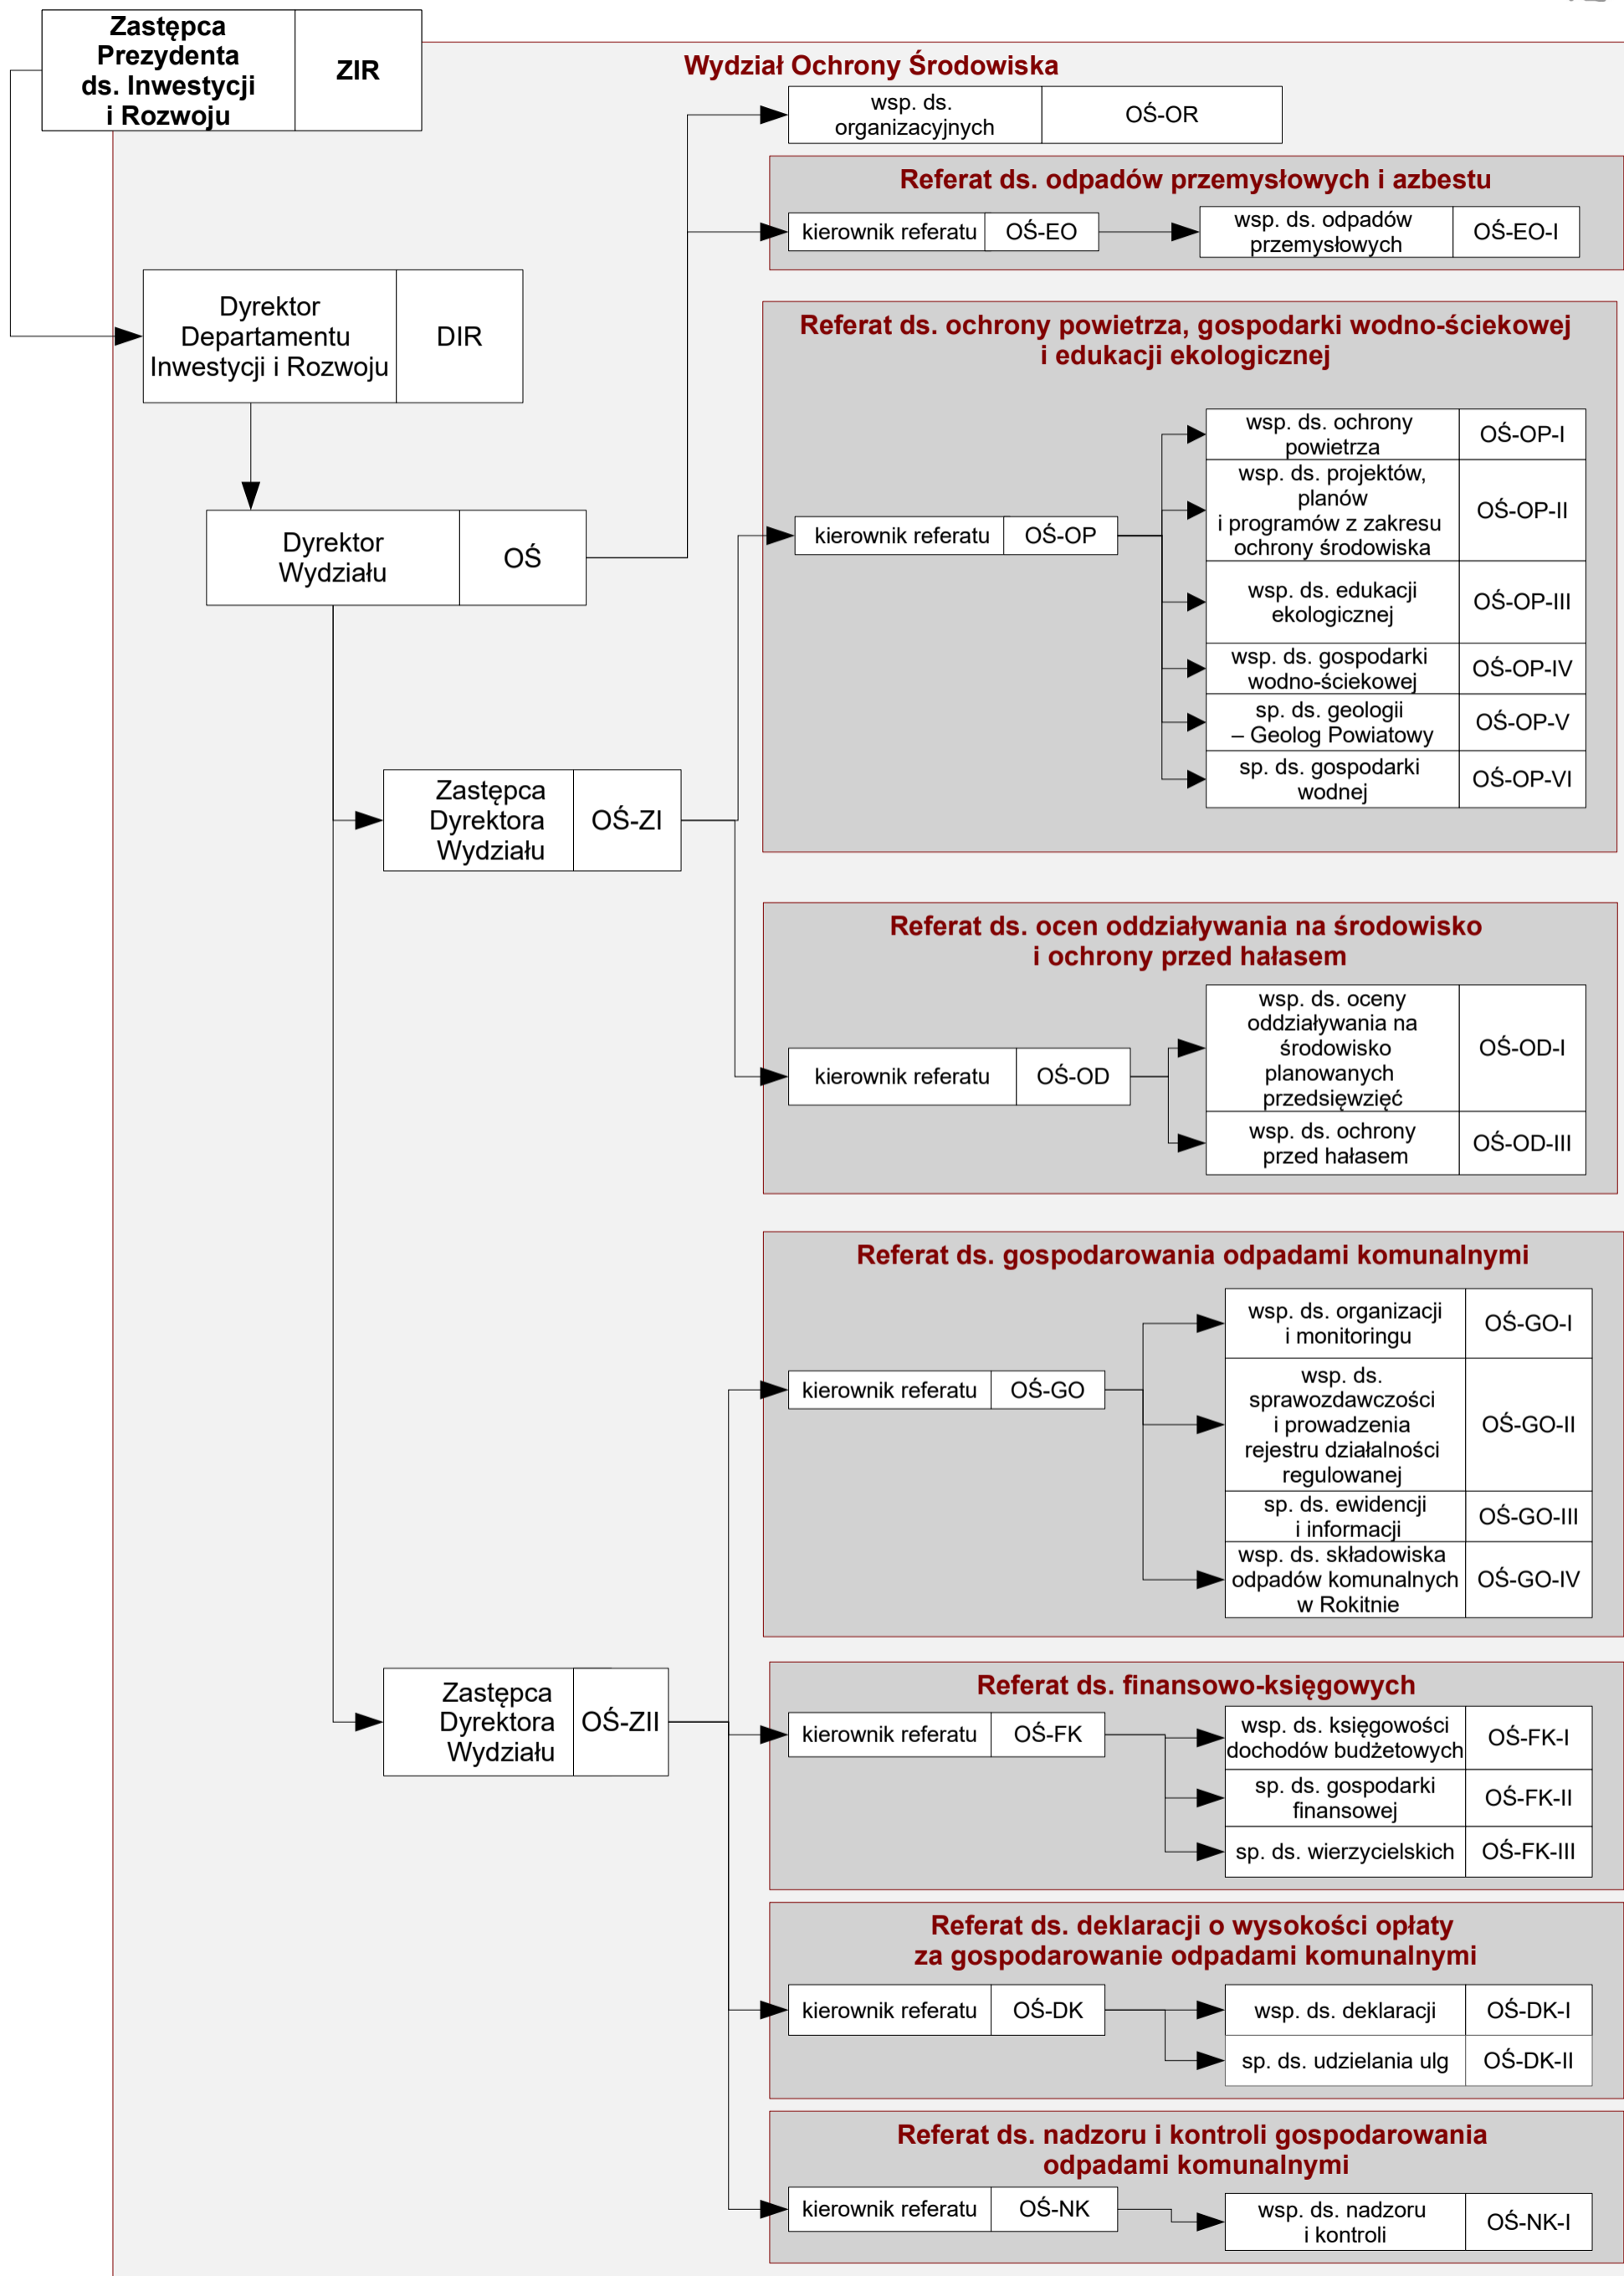 Zastępca
Prezydenta
ds. Inwestycji
i Rozwoju
ZIR
Wydział Ochrony Środowiska
wsp. ds.
organizacyjnych
OŚ-OR
Referat ds. odpadów przemysłowych i azbestu
kierownik referatu
OŚ-EO
wsp. ds. odpadów
przemysłowych
OŚ-EO-I
Dyrektor
Departamentu
Inwestycji i Rozwoju
DIR
Referat ds. ochrony powietrza, gospodarki wodno-ściekowej
i edukacji ekologicznej
Dyrektor
Wydziału
OŚ
kierownik referatu
OŚ-OP
wsp. ds. ochrony
powietrza
OŚ-OP-I
wsp. ds. projektów,
planów
i programów z zakresu
ochrony środowiska
OŚ-OP-II
wsp. ds. edukacji
ekologicznej
OŚ-OP-III
wsp. ds. gospodarki
wodno-ściekowej
OŚ-OP-IV
sp. ds. geologii
– Geolog Powiatowy
OŚ-OP-V
sp. ds. gospodarki
wodnej
OŚ-OP-VI
Zastępca
Dyrektora
Wydziału
OŚ-ZI
Referat ds. ocen oddziaływania na środowisko
i ochrony przed hałasem
kierownik referatu
OŚ-OD
wsp. ds. oceny
oddziaływania na
środowisko
planowanych
przedsięwzięć
OŚ-OD-I
wsp. ds. ochrony
przed hałasem
OŚ-OD-III
Referat ds. gospodarowania odpadami komunalnymi
kierownik referatu
OŚ-GO
wsp. ds. organizacji
i monitoringu
OŚ-GO-I
wsp. ds.
sprawozdawczości
i prowadzenia
rejestru działalności
regulowanej
OŚ-GO-II
sp. ds. ewidencji
i informacji
OŚ-GO-III
wsp. ds. składowiska
odpadów komunalnych
w Rokitnie
OŚ-GO-IV
Zastępca
Dyrektora
Wydziału
OŚ-ZII
Referat ds. finansowo-księgowych
kierownik referatu
OŚ-FK
wsp. ds. księgowości
dochodów budżetowych
OŚ-FK-I
sp. ds. gospodarki
finansowej
OŚ-FK-II
sp. ds. wierzycielskich
OŚ-FK-III
Referat ds. deklaracji o wysokości opłaty
za gospodarowanie odpadami komunalnymi
kierownik referatu
OŚ-DK
wsp. ds. deklaracji
OŚ-DK-I
sp. ds. udzielania ulg
OŚ-DK-II
Referat ds. nadzoru i kontroli gospodarowania
odpadami komunalnymi
kierownik referatu
OŚ-NK
wsp. ds. nadzoru
i kontroli
OŚ-NK-I